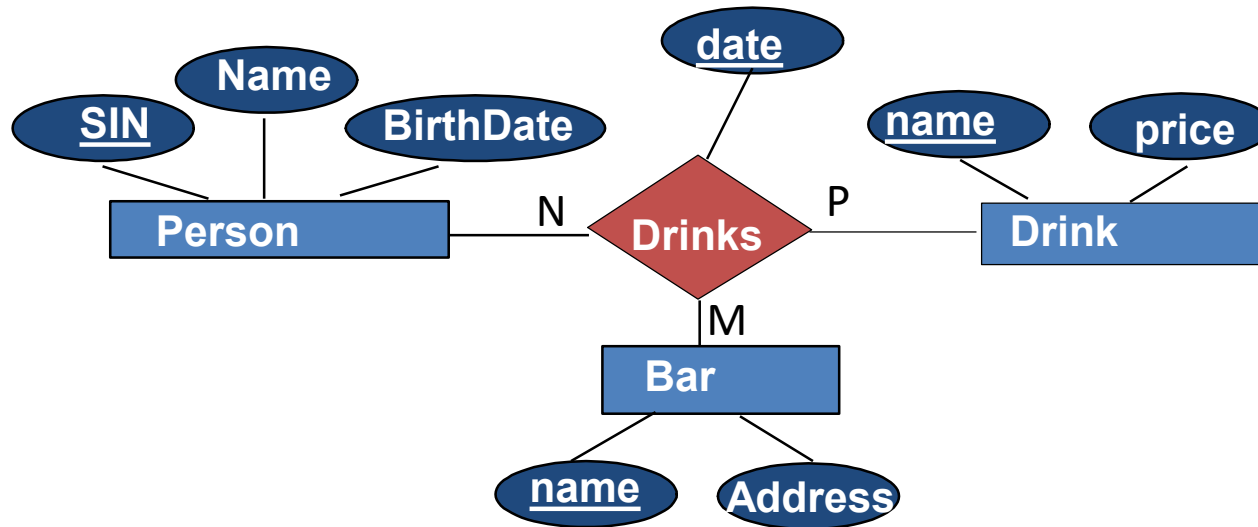 date
Name
SIN
BirthDate
name
price
N
P
Person
Drinks
Drink
M
Bar
name
Address